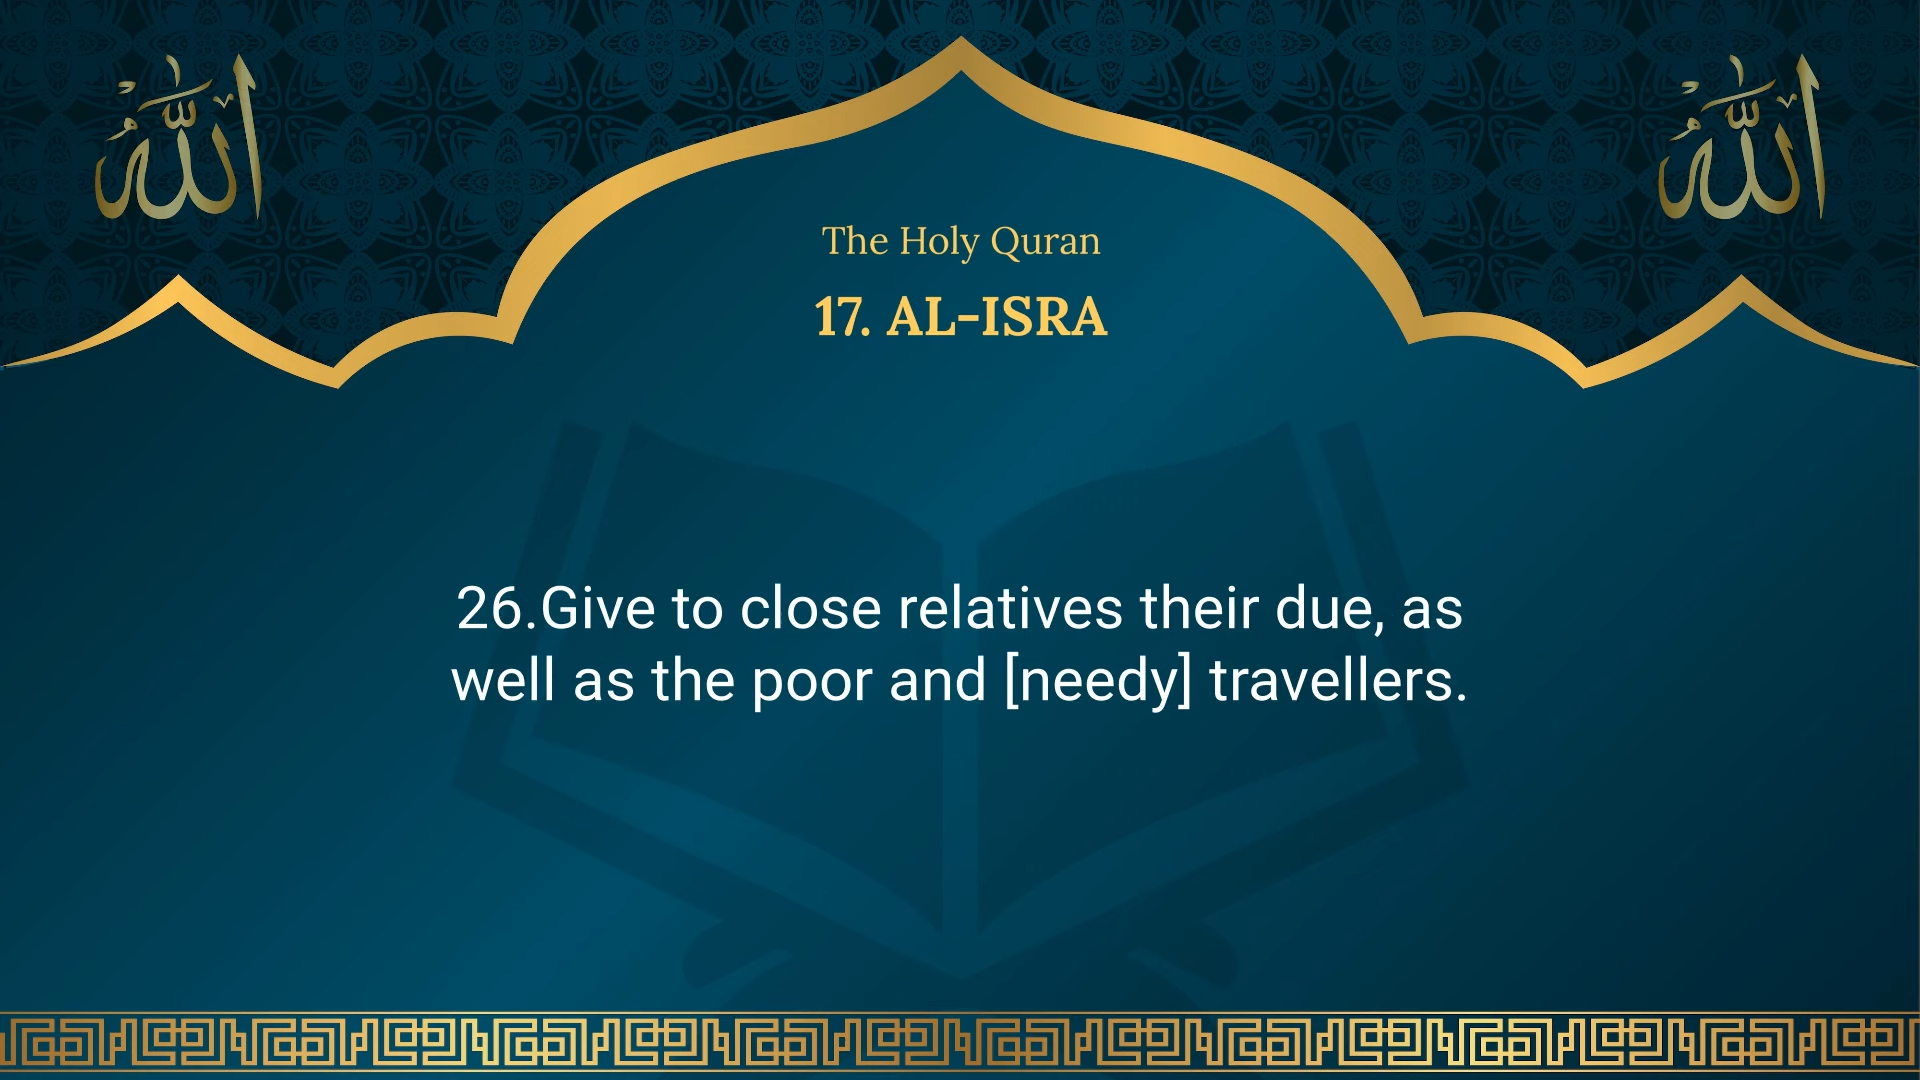 الله
الله
The Holy Quran
17. AL-ISRA
26.Give to close relatives their due, as
well as the poor and [needy] travellers.